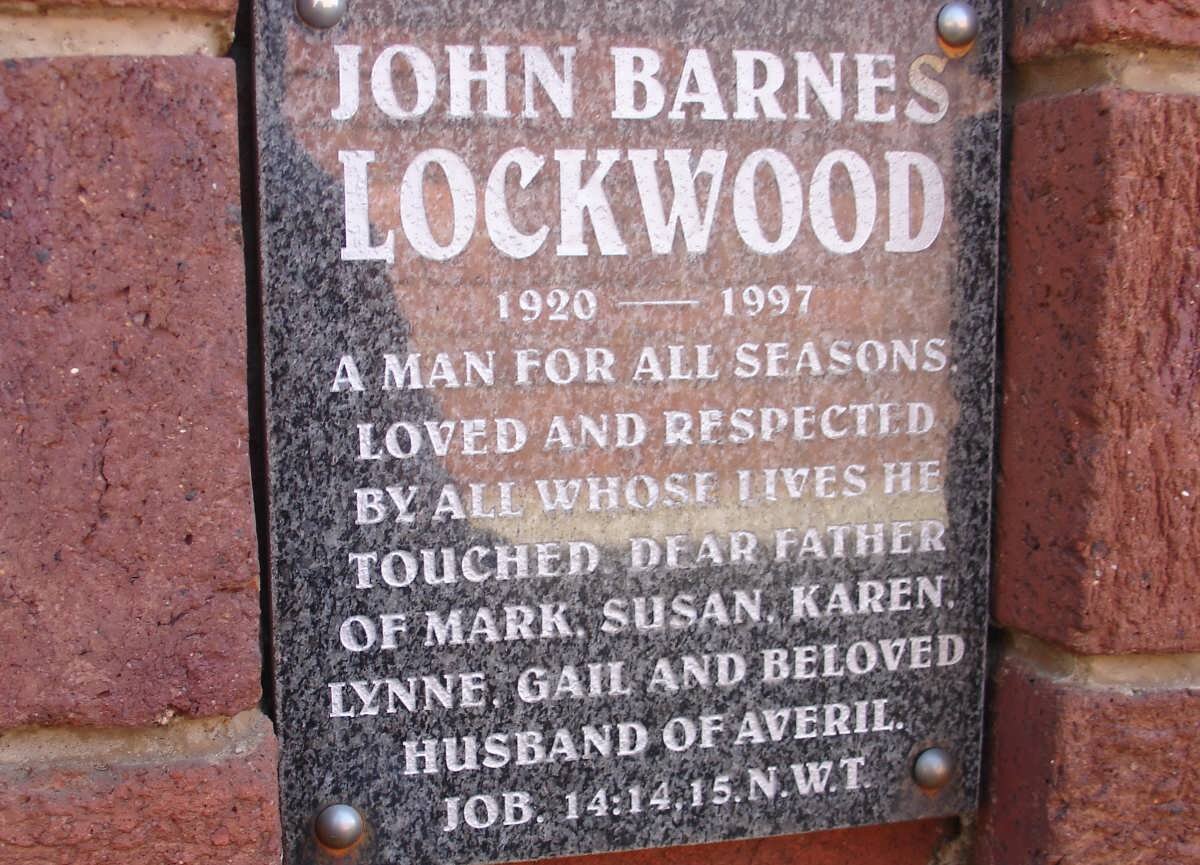 JOHN BARNES
LOCKWOOD
1920 — 1997
A MAN FOR ALL SEASONS.
LOVED AND RESPECTED
BY ALL WHOSE LIVES HE
TOUCHED. DEAR FATHER
OF MARK. SUSAN. KAREN.
LYNNE. GAIL AND BELOVED
HUSBAND OF AVERIL.
JOB. 14:14.15.N.W.T.